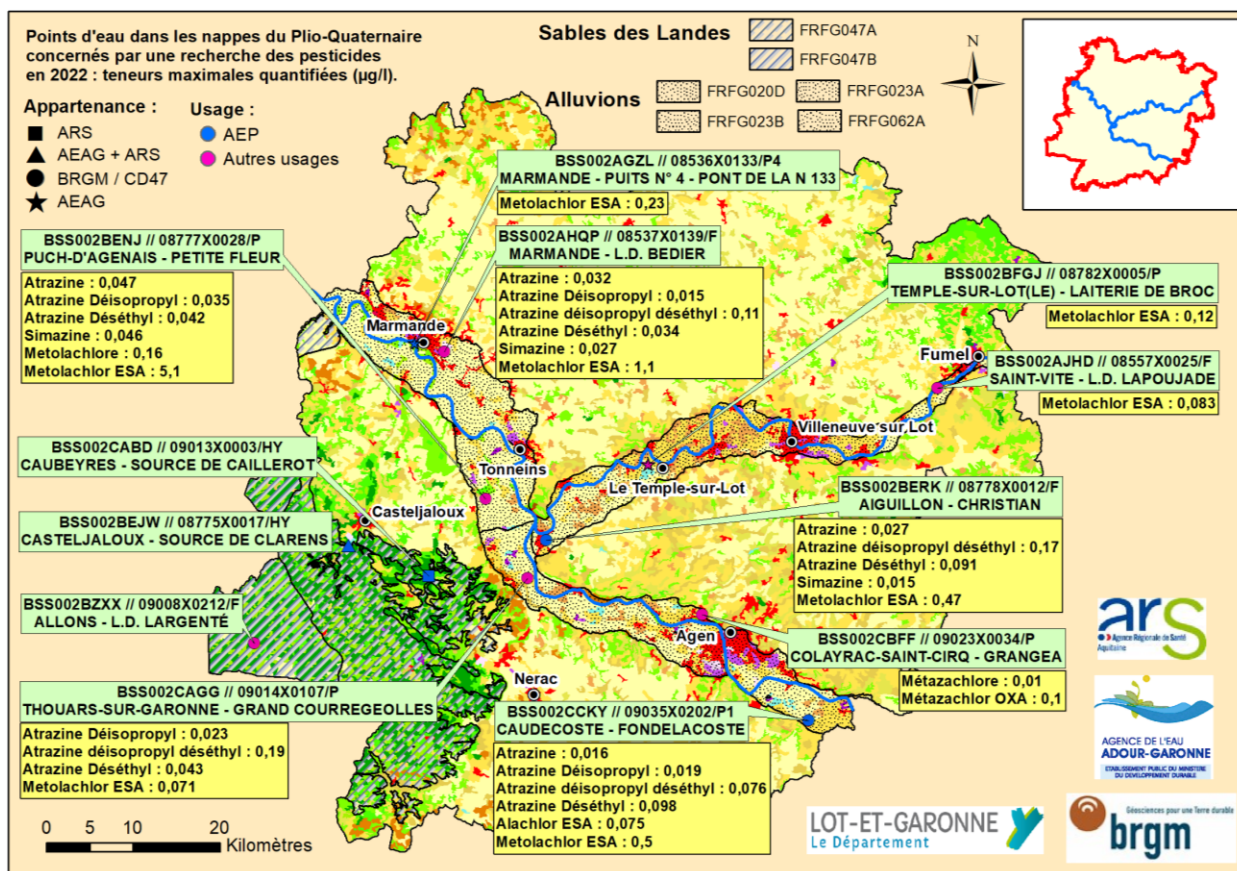 Points d'eau dans les nappes du Plio-Quaternaire
concernés par une recherche des pesticides
en 2022 : teneurs maximales quantifiées (µg/l).
Appartenance :
ARS
AEAG + ARS
BRGM / CD47
AEAG
Usage :
AEP
Autres usages
Sables des Landes
FRFG047A
FRFG047B
Alluvions
FRFG020D
FRFG023A
FRFG023B
FRFG062A
N
BSS002AGZL // 08536X0133/P4
MARMANDE - PUITS N° 4 - PONT DE LA N 133
Metolachlor ESA : 0,23
BSS002BENJ // 08777X0028/P
PUCH-D'AGENAIS - PETITE FLEUR
Atrazine : 0,047
Atrazine Déisopropyl : 0,035
Atrazine Déséthyl : 0,042
Simazine : 0,046
Metolachlore : 0,16
Metolachlor ESA : 5,1
BSS002AHQP // 08537X0139/F
MARMANDE - L.D. BEDIER
Atrazine : 0,032
Atrazine Déisopropyl : 0,015
Atrazine déisopropyl déséthyl : 0,11
Atrazine Déséthyl : 0,034
Simazine : 0,027
Metolachlor ESA : 1,1
BSS002BFGJ // 08782X0005/P
TEMPLE-SUR-LOT(LE) - LAITERIE DE BROC
Metolachlor ESA : 0,12
BSS002AJHD // 08557X0025/F
SAINT-VITE - L.D. LAPOUJADE
Metolachlor ESA : 0,083
Marmande
Fumel
Villeneuve sur Lot
Tonneins
Le Temple-sur-Lot
Casteljaloux
Agen
Nerac
BSS002CABD // 09013X0003/HY
CAUBEYRES - SOURCE DE CAILLEROT
BSS002BEJW // 08775X0017/HY
CASTELJALOUX - SOURCE DE CLARENS
BSS002BZXX // 09008X0212/F
ALLONS - L.D. LARGENTÉ
BSS002BERK // 08778X0012/F
AIGUILLON - CHRISTIAN
Atrazine : 0,027
Atrazine déisopropyl déséthyl : 0,17
Atrazine Déséthyl : 0,091
Simazine : 0,015
Metolachlor ESA : 0,47
BSS002CBFF // 09023X0034/P
COLAYRAC-SAINT-CIRQ - GRANGEA
Métazachlore : 0,01
Métazachlor OXA : 0,1
BSS002CAGG // 09014X0107/P
THOUARS-SUR-GARONNE - GRAND COURREGEOLLES
Atrazine Déisopropyl : 0,023
Atrazine déisopropyl déséthyl : 0,19
Atrazine Déséthyl : 0,043
Metolachlor ESA : 0,071
BSS002CCKY // 09035X0202/P1
CAUDECOSTE - FONDELACOSTE
Atrazine : 0,016
Atrazine Déisopropyl : 0,019
Atrazine déisopropyl déséthyl : 0,076
Atrazine Déséthyl : 0,098
Alachlor ESA : 0,075
Metolachlor ESA : 0,5
0 5 10 20
Kilomètres
ars
Agence Régionale de Santé
Aquitaine
AGENCE DE L'EAU
ADOUR-GARONNE
ETABLISSEMENT PUBLIC DU MINISTERE
DU DEVELOPPEMENT DURABLE
LOT-ET-GARONNE
Le Département
Géosciences pour une Terre durable
brgm